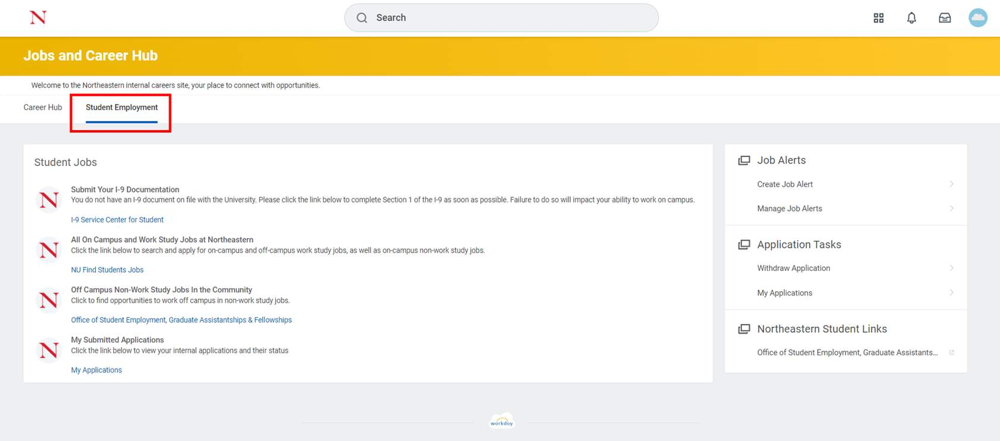 N
Search
Jobs and Career Hub
Welcome to the Northeastern internal careers site, your place to connect with opportunities.
Career Hub
Student Employment
Student Jobs
N
Submit Your I-9 Documentation
You do not have an I-9 document on file with the University. Please click the link below to complete Section 1 of the I-9 as soon as possible. Failure to do so will impact your ability to work on campus.
I-9 Service Center for Student
N
All On Campus and Work Study Jobs at Northeastern
Click the link below to search and apply for on-campus and off-campus work study jobs, as well as on-campus non-work study jobs.
NU Find Students Jobs
N
Off Campus Non-Work Study Jobs In the Community
Click to find opportunities to work off campus in non-work study jobs.
Office of Student Employment, Graduate Assistantships & Fellowships
N
My Submitted Applications
Click the link below to view your internal applications and their status
My Applications
Job Alerts
Create Job Alert
Manage Job Alerts
Application Tasks
Withdraw Application
My Applications
Northeastern Student Links
Office of Student Employment, Graduate Assistants...
workday